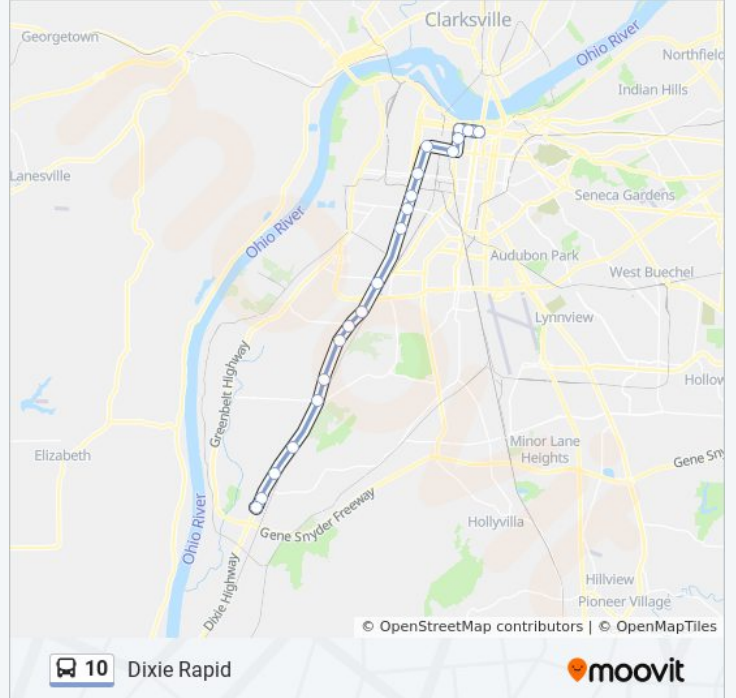 Clarksville
Georgetown
Ohio River
Northfield
Indian Hills
Lanesville
Seneca Gardens
Ohio River
Audubon Park
West Buechel
Lynnview
Greenbelt Highway
Hollow
Minor Lane
Heights
Elizabeth
Gene Sny
Gene Snyder Freeway
Hollyvilla
Ohio River
Dixie Highway
Hillview
Pioneer Village
© OpenStreetMap contributors | © OpenMapTiles
10 Dixie Rapid
moovit